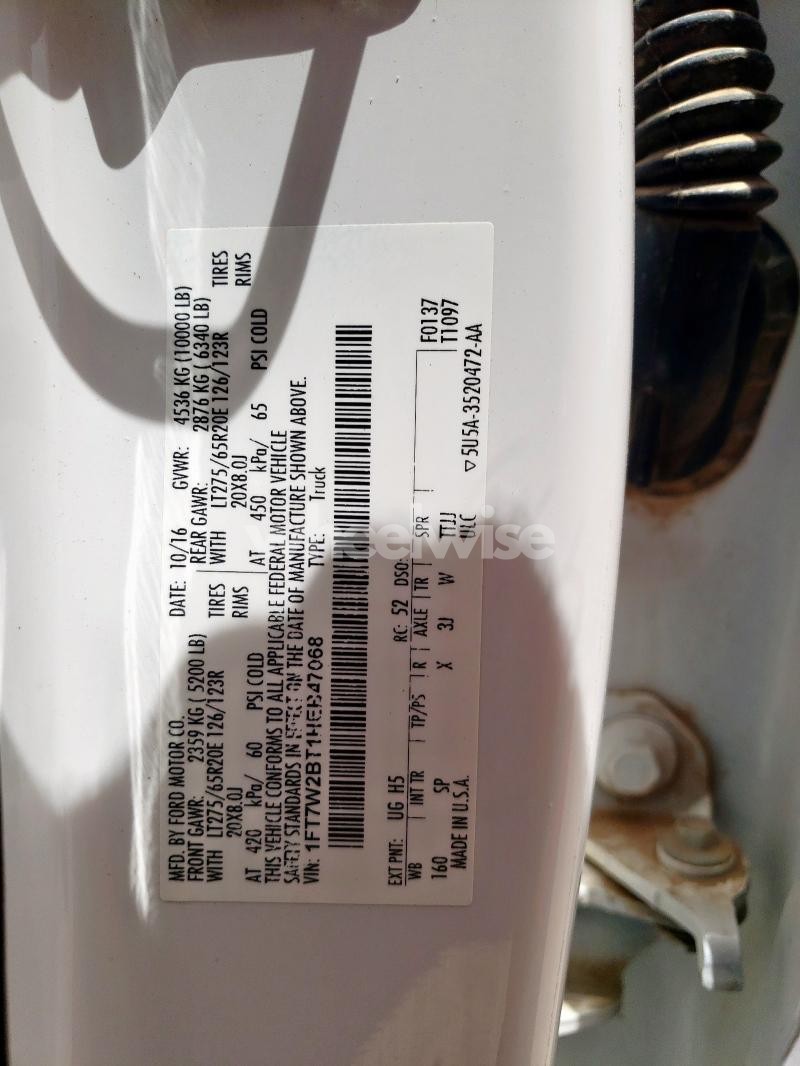 MFD. BY FORD MOTOR CO. DATE: 10/16 GVWR: 4536 KG (10000 LB)
FRONT GAWR: 2359 KG ( 5200 LB) REAR GAWR: 2876 KG ( 6340 LB)
WITH LT275/65R20E 126/123R TIRES WITH LT275/65R20E 126/123R TIRES
20X8.0J RIMS 20X8.0J RIMS
AT 420 kPa/ 60 PSI COLD AT 450 kPa/ 65 PSI COLD
THIS VEHICLE CONFORMS TO ALL APPLICABLE FEDERAL MOTOR VEHICLE
SAFETY STANDARDS IN EFFECT ON THE DATE OF MANUFACTURE SHOWN ABOVE.
VIN: 1FT7W2BT1HEB47068 TYPE: Truck
EXT PNT: UG H5 RC: 52 DSO: F0137
WB INT TR TP/PS R AXLE TR SPR T1097
160 SP X 3J W TTJJ
MADE IN U.S.A. ULC ▽5U5A-3520472-AA